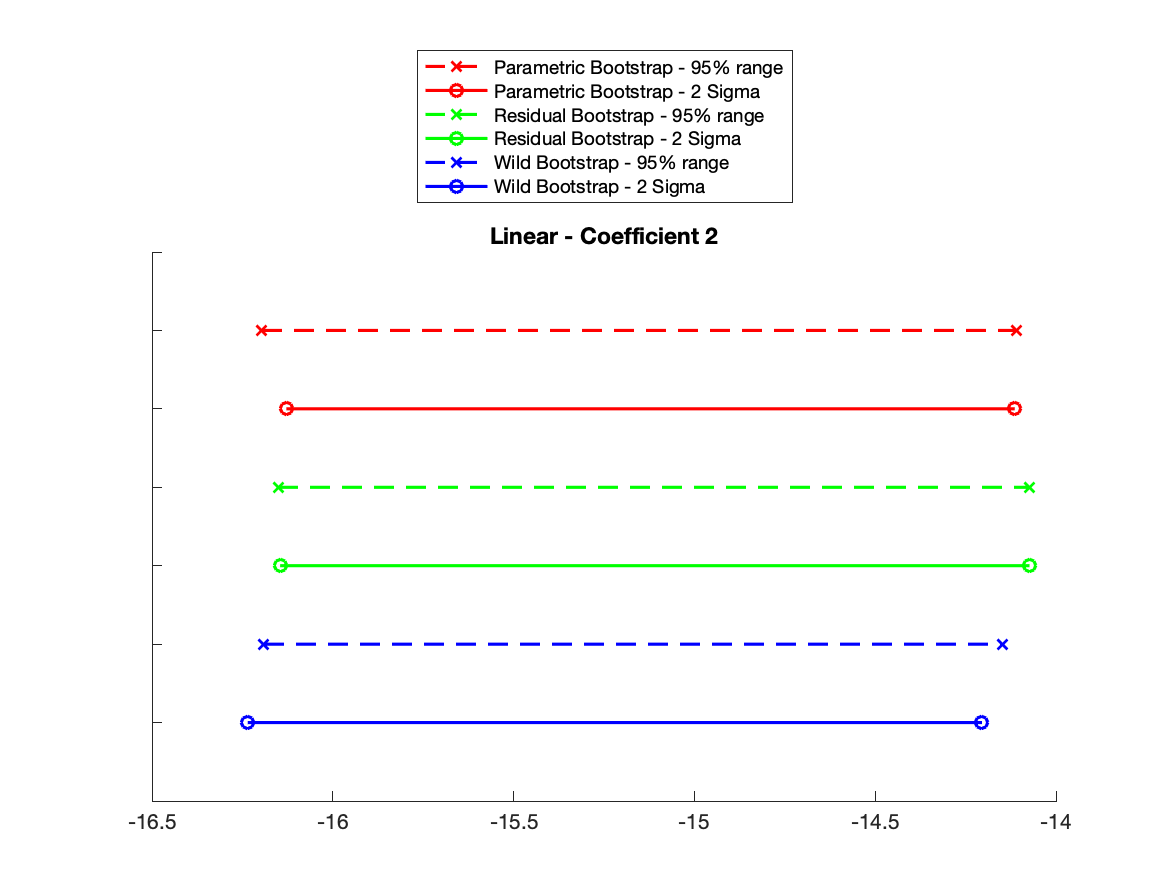 Parametric Bootstrap - 95% range
Parametric Bootstrap - 2 Sigma
Residual Bootstrap - 95% range
Residual Bootstrap - 2 Sigma
Wild Bootstrap - 95% range
Wild Bootstrap - 2 Sigma
Linear - Coefficient 2
-16.5 -16 -15.5 -15 -14.5 -14